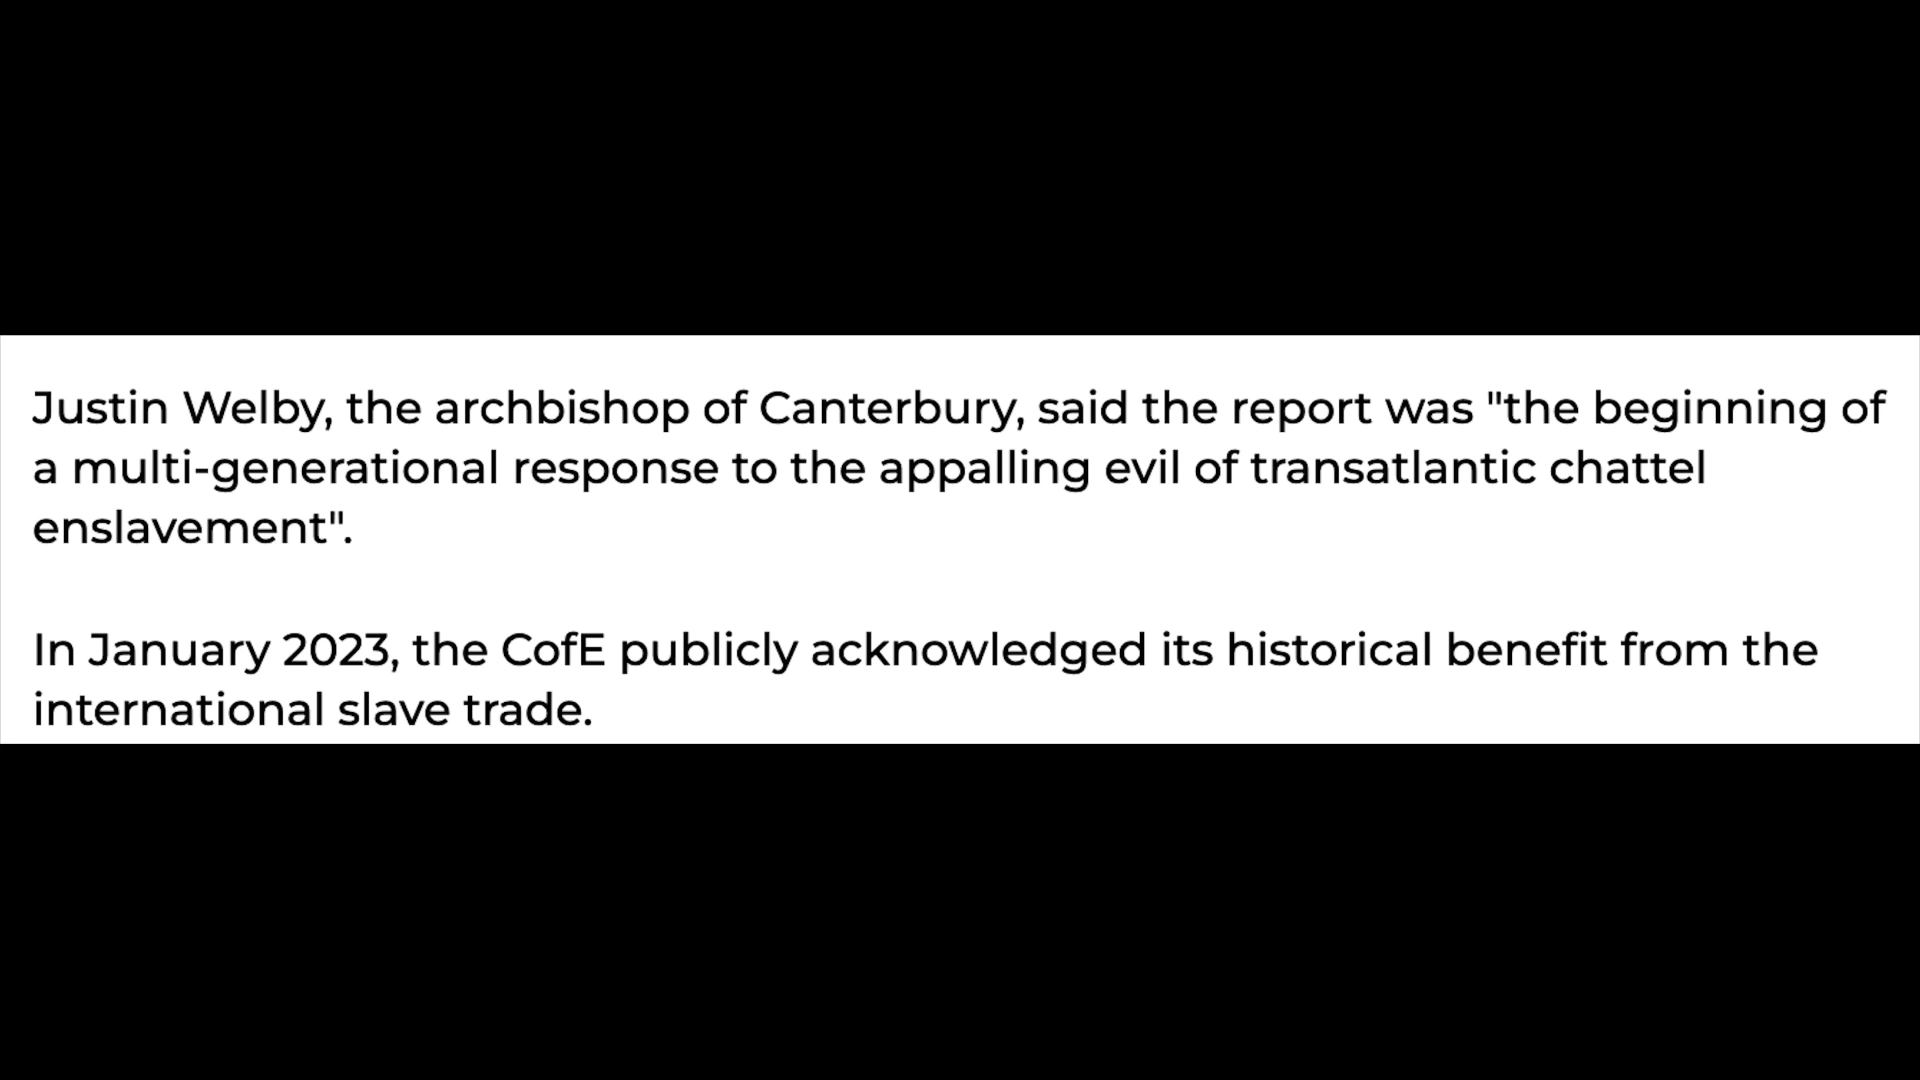 Justin Welby, the archbishop of Canterbury, said the report was "the beginning of
a multi-generational response to the appalling evil of transatlantic chattel
enslavement".
In January 2023, the CofE publicly acknowledged its historical benefit from the
international slave trade.